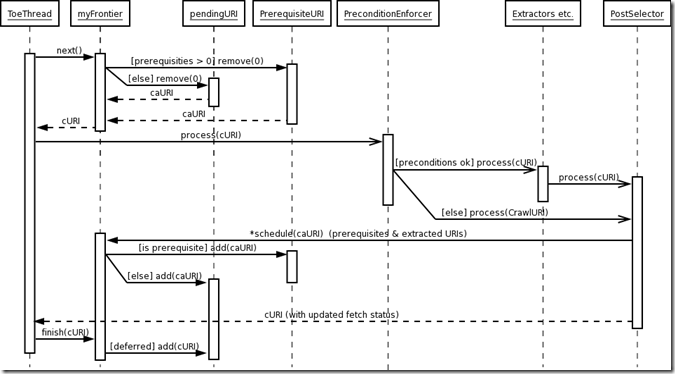 ToeThread
myFrontier
pendingURI
PrerequisiteURI
PreconditionEnforcer
Extractors etc.
PostSelector
next()
[prerequisities > 0] remove(0)
[else] remove(0)
caURI
caURI
cURI
process(cURI)
[preconditions ok] process(cURI)
process(cURI)
[else] process(CrawlURI)
*schedule(caURI) (prerequisites & extracted URIs)
[is prerequisite] add(caURI)
[else] add(caURI)
cURI (with updated fetch status)
finish(cURI)
[deferred] add(cURI)